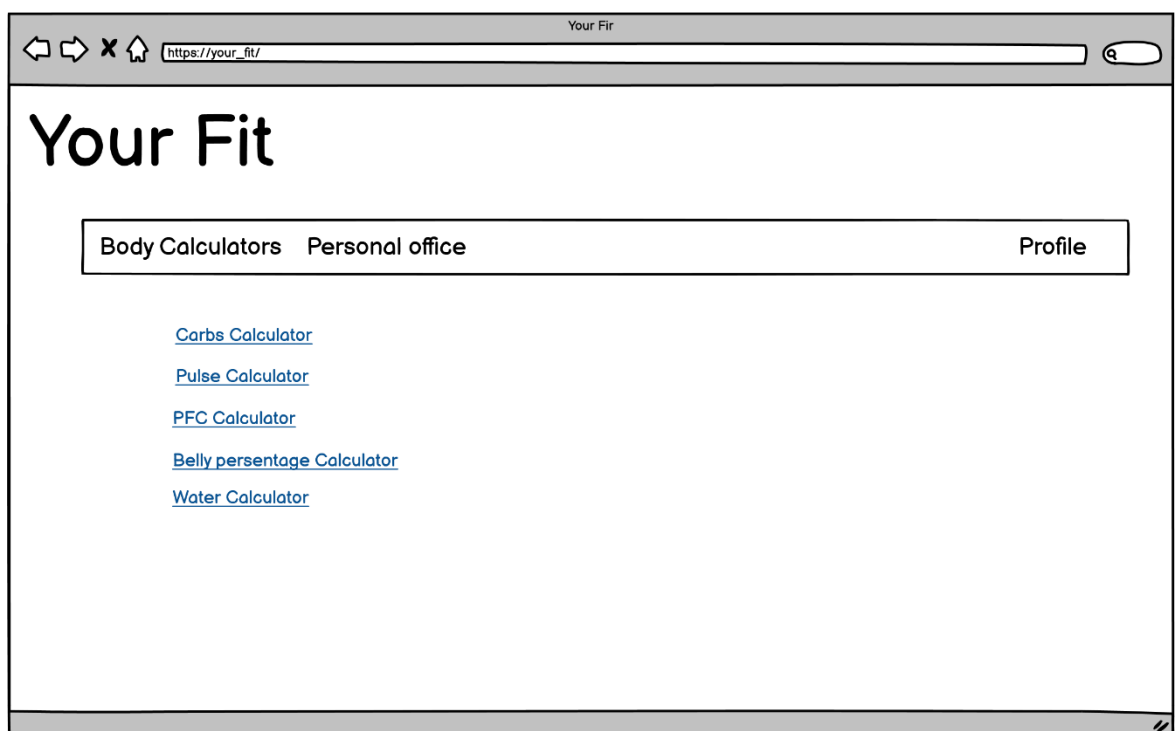 Your Fir
https://your_fit/
Your Fit
Body Calculators Personal office Profile
Carbs Calculator
Pulse Calculator
PFC Calculator
Belly persentage Calculator
Water Calculator